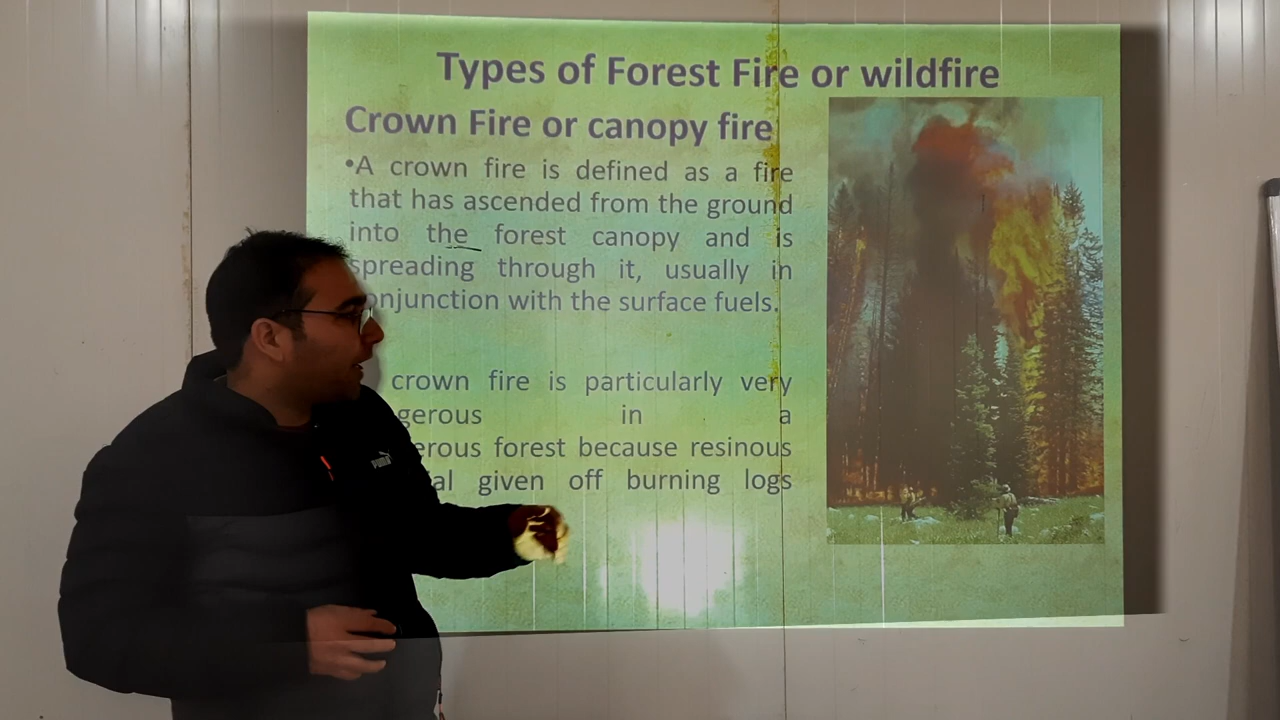 Types of Forest Fire or wildfire
Crown Fire or canopy fire
•A crown fire is defined as a fire
that has ascended from the ground
into the forest canopy and is
spreading through it, usually in
onjunction with the surface fuels.
crown fire is particularly very
gerous in a
erous forest because resinous
al given off burning logs
PUMA